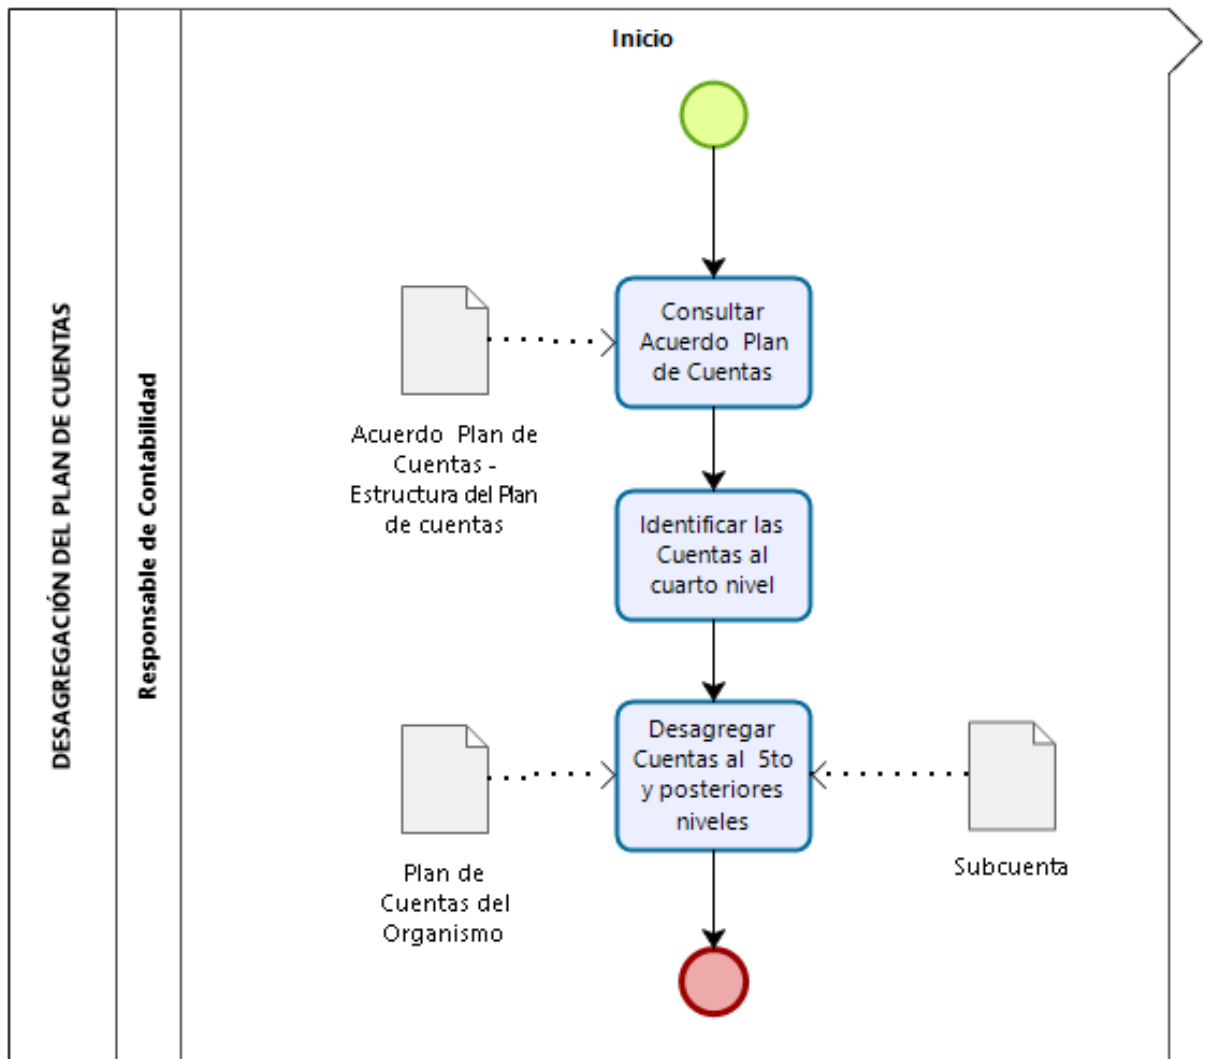 DESAGREGACIÓN DEL PLAN DE CUENTAS
Responsable de Contabilidad
Inicio
Consultar
Acuerdo  Plan
de Cuentas
Acuerdo  Plan de
Cuentas -
Estructura del Plan
de cuentas
Identificar las
Cuentas al
cuarto nivel
Desagregar
Cuentas al  5to
y posteriores
niveles
Plan de
Cuentas del
Organismo
Subcuenta